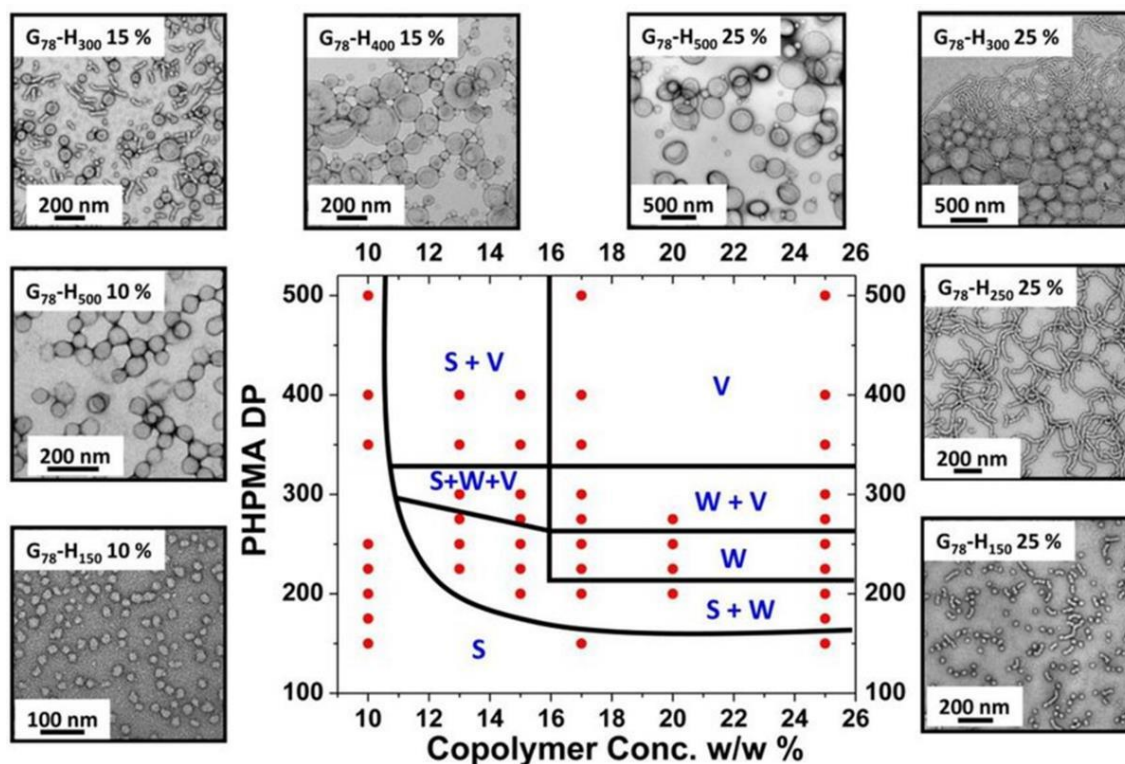 G78-H300 15 %
200 nm
G78-H400 15 %
200 nm
G78-H500 25 %
500 nm
G78-H300 25 %
500 nm
G78-H500 10 %
200 nm
G78-H150 10 %
100 nm
10 12 14 16 18 20 22 24 26
500
400
300
200
100
PHPMA DP
S + V
V
S+W+V
W + V
W
S + W
S
500
400
300
200
100
10 12 14 16 18 20 22 24 26
Copolymer Conc. w/w %
G78-H250 25 %
200 nm
G78-H150 25 %
200 nm